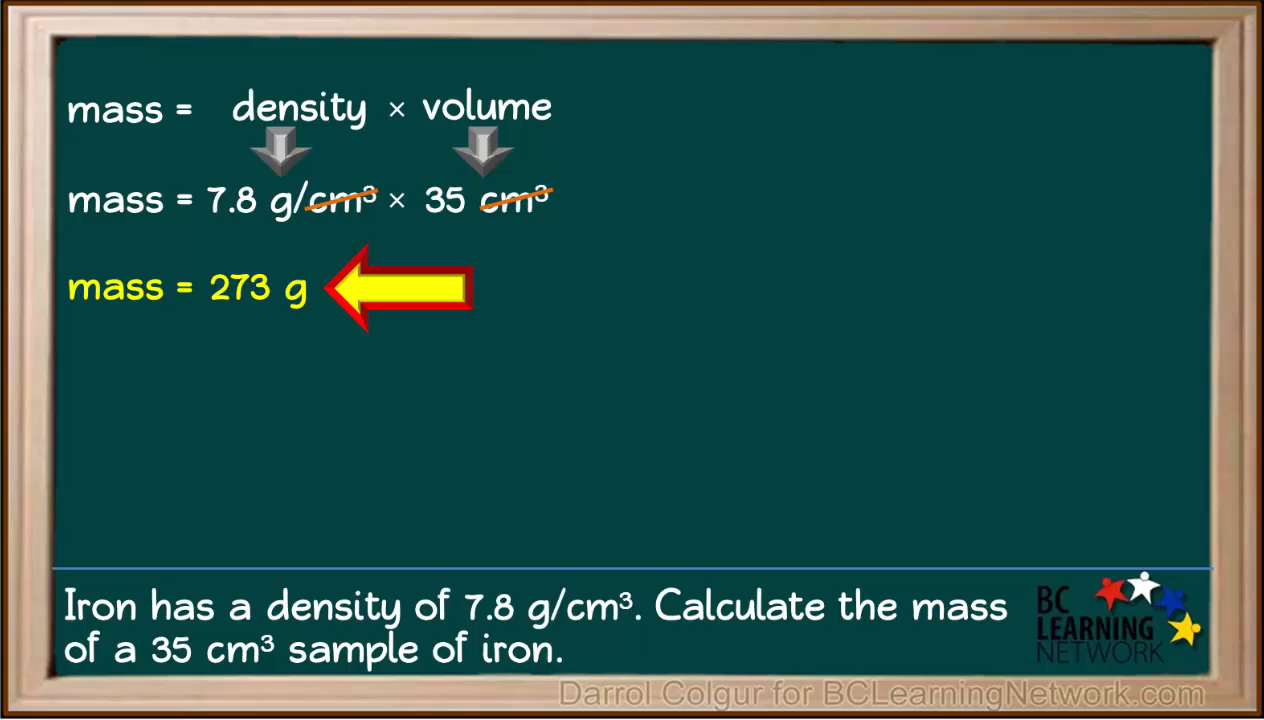 mass = density × volume
mass = 7.8 g/cm³ × 35 cm³
mass = 273 g
Iron has a density of 7.8 g/cm³. Calculate the mass
of a 35 cm³ sample of iron.
BC
LEARNING
NETWORK
Darrol Colgur for BCLearningNetwork.com